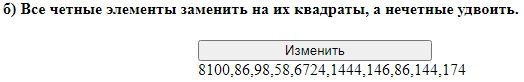 б) Все четные элементы заменить на их квадраты, а нечетные удвоить.
Изменить
8100,86,98,58,6724,1444,146,86,144,174